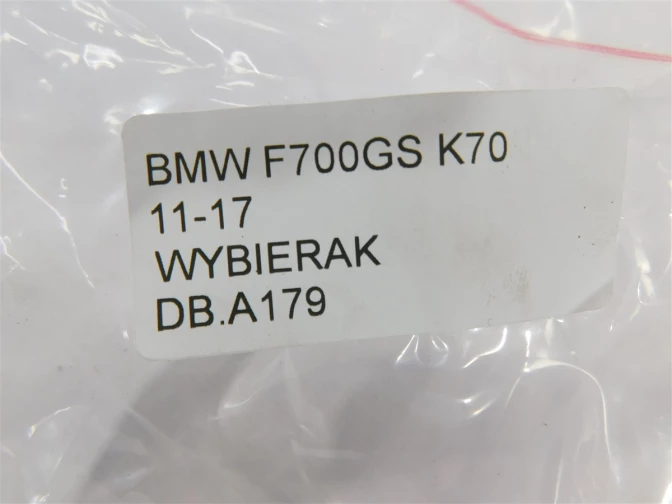 BMW F700GS K70
11-17
WYBIERAK
DB.A179